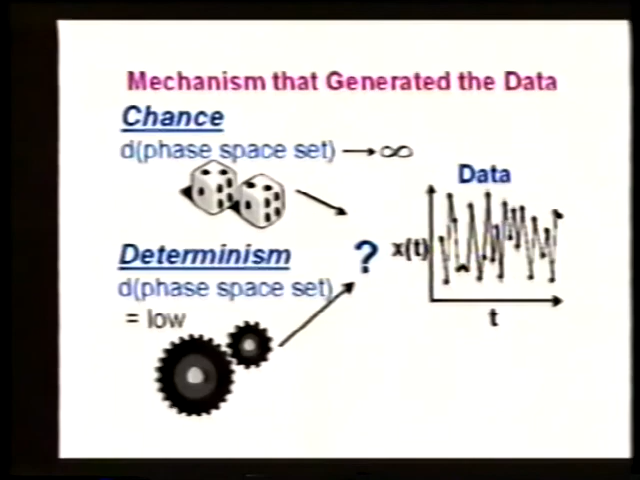 Mechanism that Generated the Data
Chance
d(phase space set) → ∞
Data
Determinism
? x(t)
d(phase space set)
= low
t